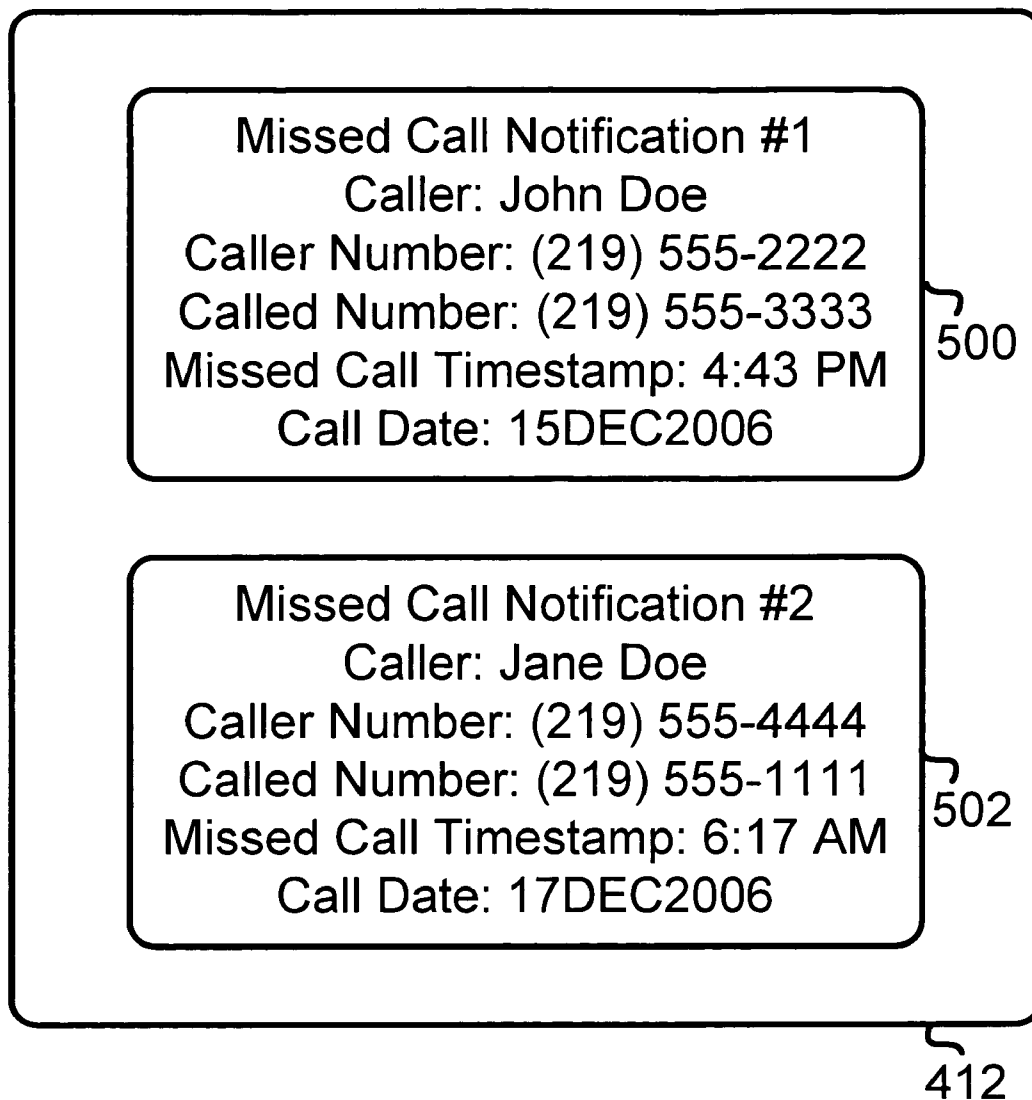 Missed Call Notification #1
Caller: John Doe
Caller Number: (219) 555-2222
Called Number: (219) 555-3333
Missed Call Timestamp: 4:43 PM
Call Date: 15DEC2006
500
Missed Call Notification #2
Caller: Jane Doe
Caller Number: (219) 555-4444
Called Number: (219) 555-1111
Missed Call Timestamp: 6:17 AM
Call Date: 17DEC2006
502
412